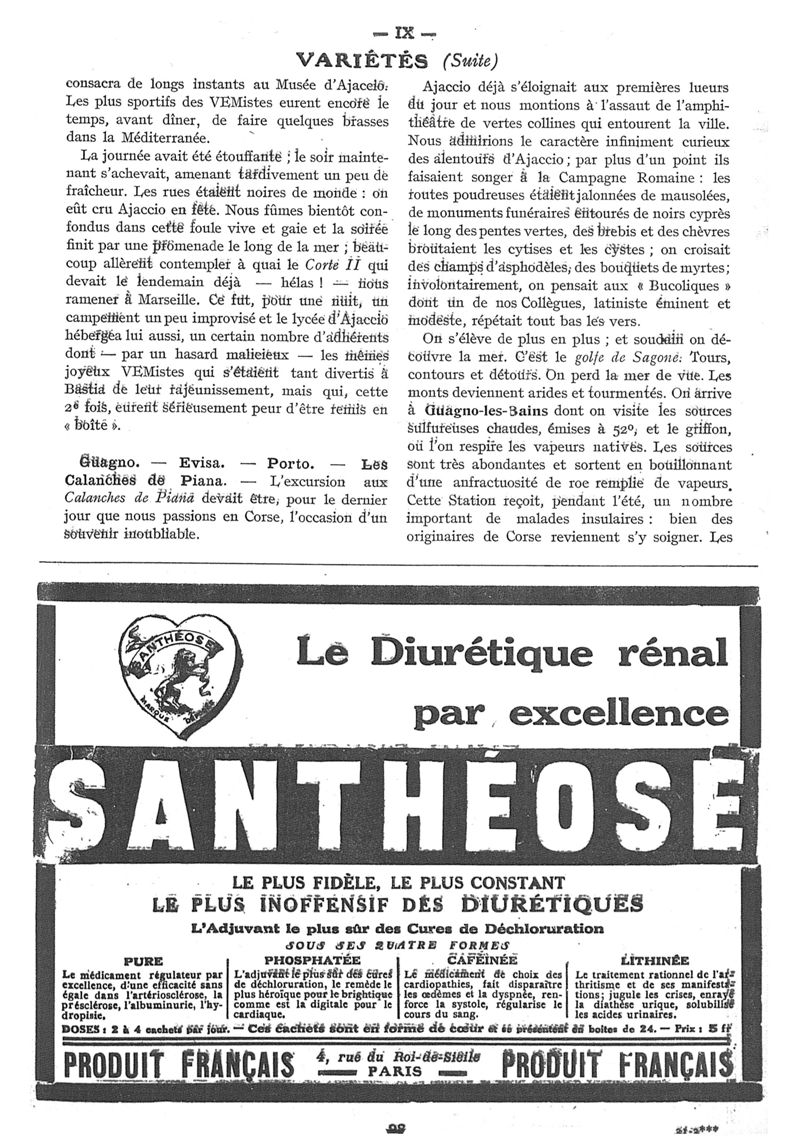 — IX —
VARIÉTÉS (Suite)
consacra de longs instants au Musée d'Ajaccio.
Les plus sportifs des VEMistes eurent encore le
temps, avant dîner, de faire quelques brasses
dans la Méditerranée.
La journée avait été étouffante ; le soir mainte-
nant s'achevait, amenant tardivement un peu de
fraîcheur. Les rues étaient noires de monde : on
eût cru Ajaccio en fête. Nous fûmes bientôt con-
fondus dans cette foule vive et gaie et la soirée
finit par une promenade le long de la mer ; beau-
coup allèrent contempler à quai le Corte II qui
devait le lendemain déjà — hélas ! — nous
ramener à Marseille. Ce fut, pour une nuit, un
campement un peu improvisé et le lycée d'Ajaccio
hébergea lui aussi, un certain nombre d'adhérents
dont — par un hasard malicieux — les mêmes
joyeux VEMistes qui s'étaient tant divertis à
Bastia de leur rajeunissement, mais qui, cette
2e fois, eurent sérieusement peur d'être remis en
« boîte ».
Guagno. — Evisa. — Porto. — Les
Calanches de Piana. — L'excursion aux
Calanches de Piana devait être, pour le dernier
jour que nous passions en Corse, l'occasion d'un
souvenir inoubliable.
Ajaccio déjà s'éloignait aux premières lueurs
du jour et nous montions à l'assaut de l'amphi-
théâtre de vertes collines qui entourent la ville.
Nous admirions le caractère infiniment curieux
des alentours d'Ajaccio ; par plus d'un point ils
faisaient songer à la Campagne Romaine : les
routes poudreuses étaient jalonnées de mausolées,
de monuments funéraires entourés de noirs cyprès
le long des pentes vertes, des brebis et des chèvres
broutaient les cytises et les cystes ; on croisait
des champs d'asphodèles, des bouquets de myrtes ;
involontairement, on pensait aux « Bucoliques »
dont un de nos Collègues, latiniste éminent et
modeste, répétait tout bas les vers.
On s'élève de plus en plus ; et soudain on dé-
couvre la mer. C'est le golfe de Sagone. Tours,
contours et détours. On perd la mer de vue. Les
monts deviennent arides et tourmentés. On arrive
à Guagno-les-Bains dont on visite les sources
sulfureuses chaudes, émises à 52°, et le griffon,
où l'on respire les vapeurs natives. Les sources
sont très abondantes et sortent en bouillonnant
d'une anfractuosité de roe remplie de vapeurs.
Cette Station reçoit, pendant l'été, un nombre
important de malades insulaires : bien des
originaires de Corse reviennent s'y soigner. Les
SANTHÉOSE
MARQUE DÉPOSÉE
Le Diurétique rénal
par excellence
SANTHÉOSE
LE PLUS FIDÈLE, LE PLUS CONSTANT
LE PLUS INOFFENSIF DES DIURÉTIQUES
L'Adjuvant le plus sûr des Cures de Déchloruration
SOUS SES QUATRE FORMES
PURE
Le médicament régulateur par
excellence, d'une efficacité sans
égale dans l'artériosclérose, la
présclérose, l'albuminurie, l'hy-
dropisie.
PHOSPHATÉE
L'adjuvant le plus sûr des cures
de déchloruration, le remède le
plus héroïque pour le brightique
comme est la digitale pour le
cardiaque.
CAFÉINÉE
Le médicament de choix des
cardiopathies, fait disparaître
les œdèmes et la dyspnée, ren-
force la systole, régularise le
cours du sang.
LITHINÉE
Le traitement rationnel de l'ar-
thritisme et de ses manifesta-
tions ; jugule les crises, enraye
la diathèse urique, solubilise
les acides urinaires.
DOSES : 2 à 4 cachets par jour. — Ces cachets sont en forme de cœur et se présentent en boîtes de 24. — Prix : 5 fr
PRODUIT FRANÇAIS
4, rue du Roi-de-Sicile
PARIS
PRODUIT FRANÇAIS